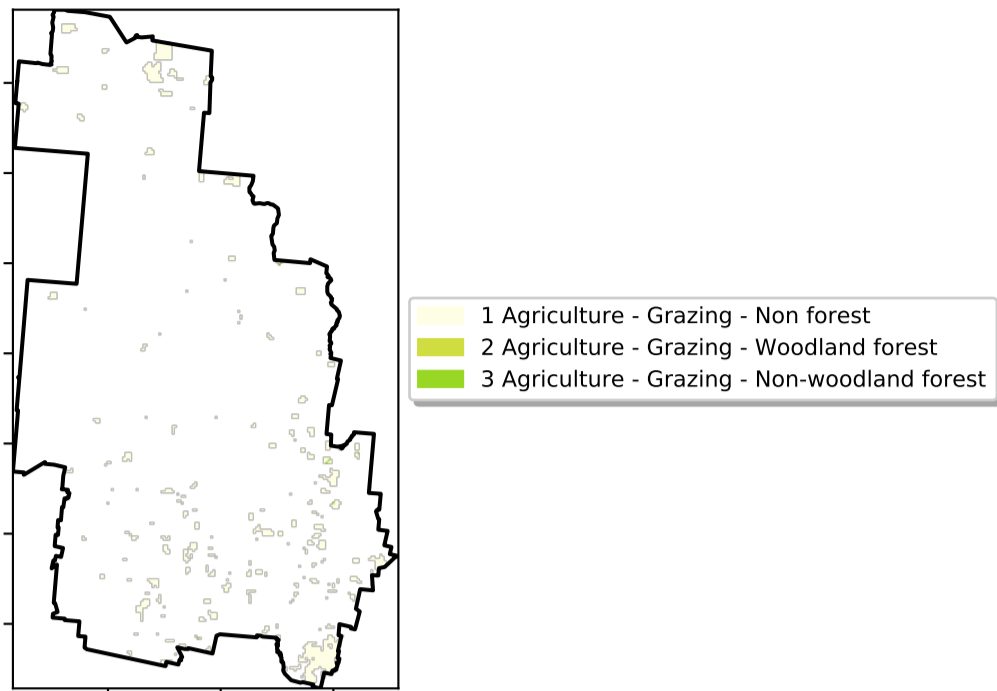 1 Agriculture - Grazing - Non forest
2 Agriculture - Grazing - Woodland forest
3 Agriculture - Grazing - Non-woodland forest